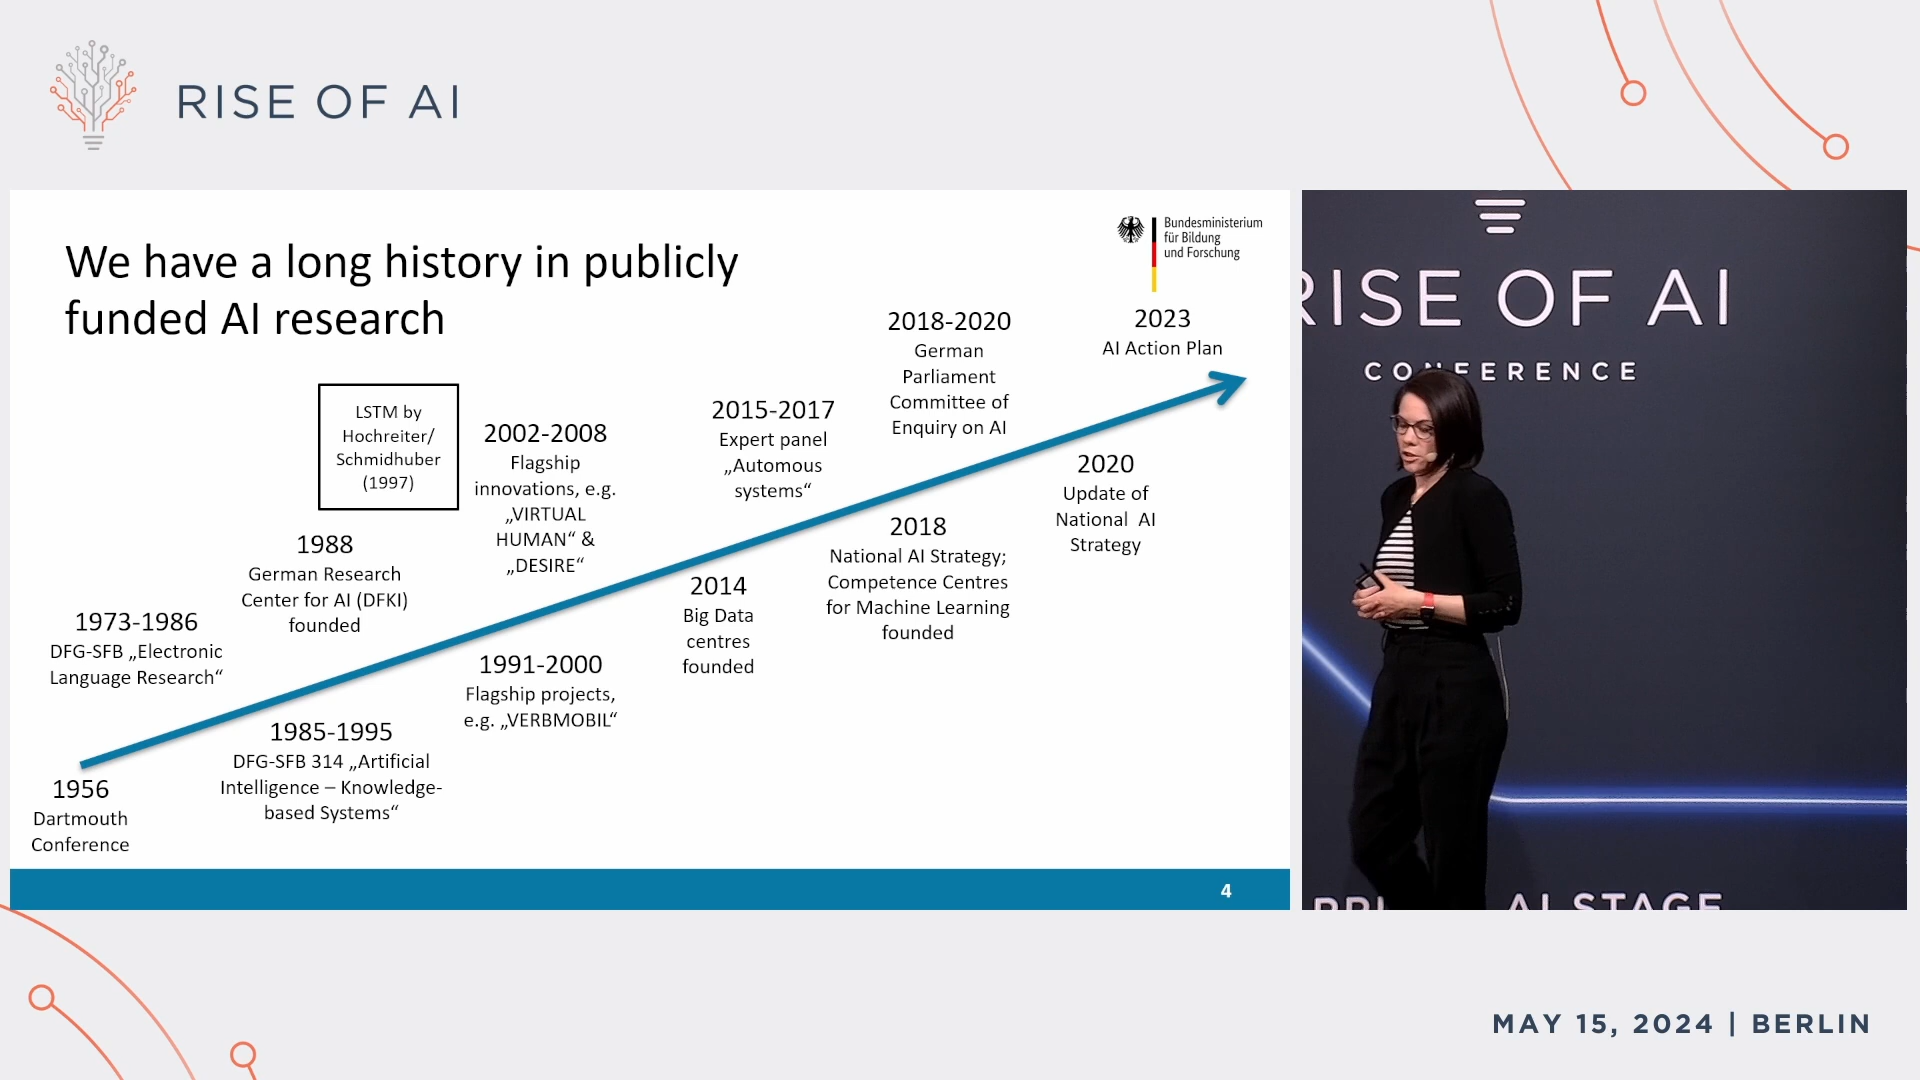 RISE OF AI
We have a long history in publicly
funded AI research
Bundesministerium
für Bildung
und Forschung
2023
AI Action Plan
2018-2020
German
Parliament
Committee of
Enquiry on AI
2015-2017
Expert panel
„Automous
systems“
LSTM by
Hochreiter/
Schmidhuber
(1997)
2002-2008
Flagship
innovations, e.g.
„VIRTUAL
HUMAN“ &
„DESIRE“
1988
German Research
Center for AI (DFKI)
founded
1973-1986
DFG-SFB „Electronic
Language Research“
2020
Update of
National  AI
Strategy
2018
National AI Strategy;
Competence Centres
for Machine Learning
founded
2014
Big Data
centres
founded
1991-2000
Flagship projects,
e.g. „VERBMOBIL“
1985-1995
DFG-SFB 314 „Artificial
Intelligence – Knowledge-
based Systems“
1956
Dartmouth
Conference
4
RISE OF AI
CONFERENCE
AI STAGE
MAY 15, 2024 | BERLIN